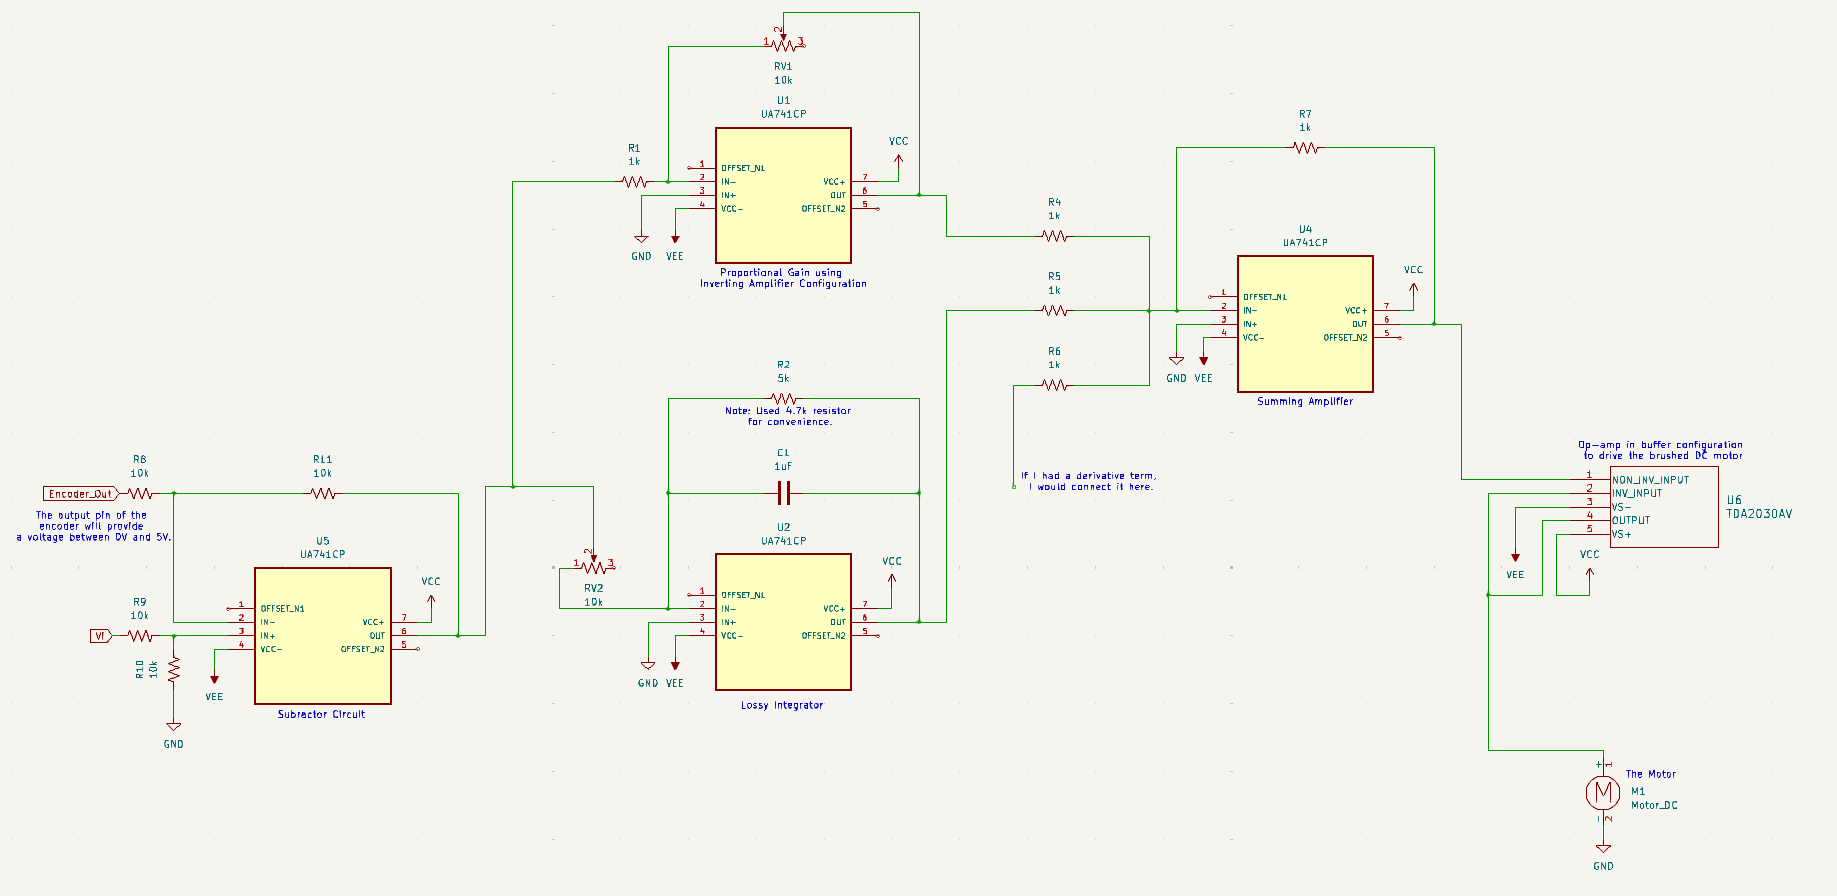 2
1
3
RV1
10k
U1
UA741CP
R1
1k
VCC
1
OFFSET_N1
2
IN-
3
IN+
4
VCC-
VCC+
7
OUT
6
OFFSET_N2
5
GND
VEE
Proportional Gain using
Inverting Amplifier Configuration
R4
1k
R5
1k
R6
1k
If I had a derivative term,
I would connect it here.
R7
1k
U4
UA741CP
VCC
1
OFFSET_N1
2
IN-
3
IN+
4
VCC-
VCC+
7
OUT
6
OFFSET_N2
5
GND
VEE
Summing Amplifier
R2
5k
Note: Used 4.7k resistor
for convenience.
C1
1uF
U2
UA741CP
VCC
1
OFFSET_N1
2
IN-
3
IN+
4
VCC-
VCC+
7
OUT
6
OFFSET_N2
5
GND
VEE
Lossy Integrator
2
1
3
RV2
10k
R8
10k
R11
10k
Encoder_Out
The output pin of the
encoder will provide
a voltage between 0V and 5V.
U5
UA741CP
VCC
R9
10k
Vi
R10
10k
1
OFFSET_N1
2
IN-
3
IN+
4
VCC-
VCC+
7
OUT
6
OFFSET_N2
5
VEE
GND
Subractor Circuit
Op-amp in buffer configuration
to drive the brushed DC motor
1
NON_INV_INPUT
2
INV_INPUT
3
VS-
4
OUTPUT
5
VS+
U6
TDA2030AV
VEE
VCC
+
1
The Motor
M
M1
Motor_DC
-
2
GND